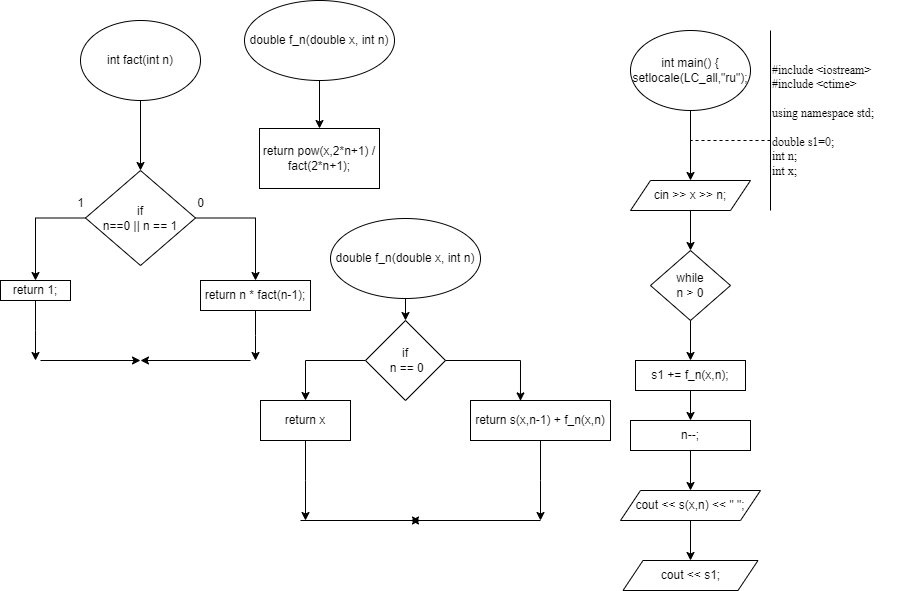 int fact(int n)
1
0
if
n==0 || n == 1
return 1;
return n * fact(n-1);
double f_n(double x, int n)
return pow(x,2*n+1) /
fact(2*n+1);
double f_n(double x, int n)
if
n == 0
return x
return s(x,n-1) + f_n(x,n)
int main() {
setlocale(LC_all,"ru");
#include <iostream>
#include <ctime>
using namespace std;
double s1=0;
int n;
int x;
cin >> x >> n;
while
n > 0
s1 += f_n(x,n);
n--;
cout << s(x,n) << " ";
cout << s1;